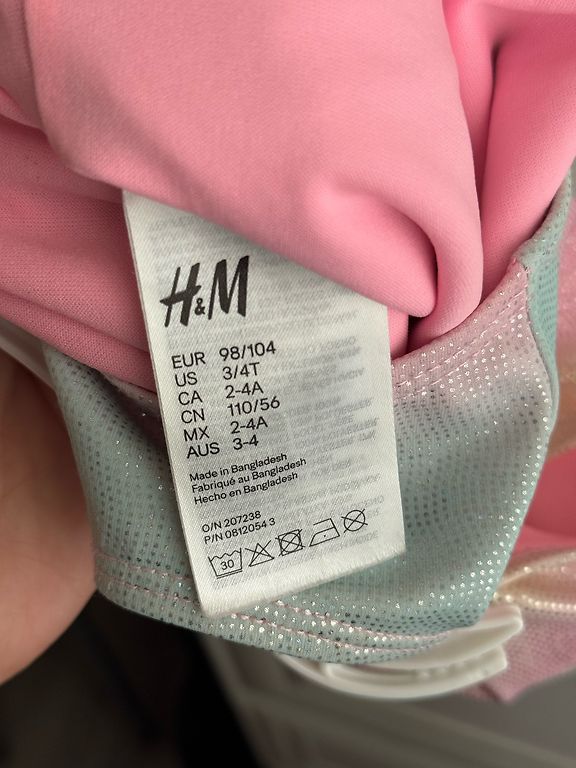 H&M
EUR 98/104
US 3/4T
CA 2-4A
CN 110/56
MX 2-4A
AUS 3-4
Made in Bangladesh
Fabriqué au Bangladesh
Hecho en Bangladesh
O/N 207238
P/N 0812054 3
30